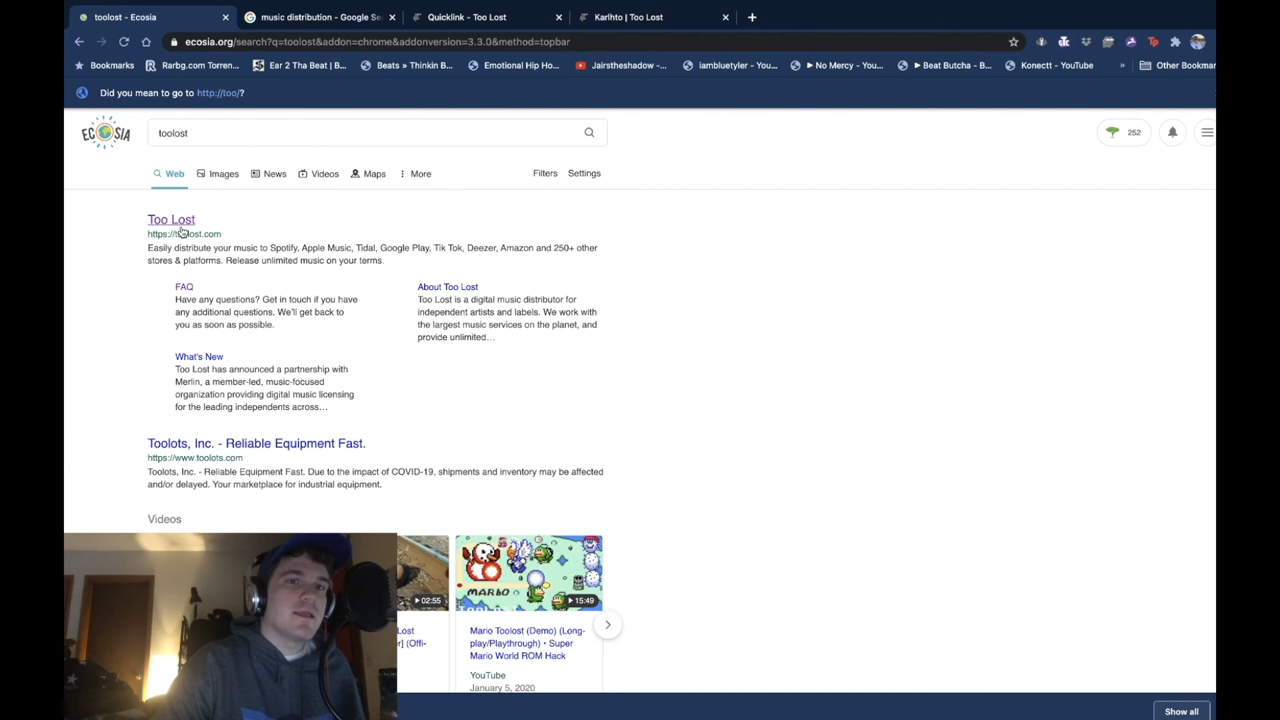 toolost - Ecosia
music distribution - Google Se
Quicklink - Too Lost
Karlhto | Too Lost
ecosia.org/search?q=toolost&addon=chrome&addonversion=3.3.0&method=topbar
Bookmarks
Rarbg.com Torren...
Ear 2 Tha Beat | B...
Beats » Thinkin B...
Emotional Hip Ho...
Jairstheshadow -...
iambluetyler - You...
No Mercy - You...
Beat Butcha - B...
Konectt - YouTube
»
Other Bookmar
Did you mean to go to http://too/?
ECOSIA
toolost
252
Web
Images
News
Videos
Maps
More
Filters
Settings
Too Lost
https://toolost.com
Easily distribute your music to Spotify, Apple Music, Tidal, Google Play, Tik Tok, Deezer, Amazon and 250+ other
stores & platforms. Release unlimited music on your terms.
FAQ
Have any questions? Get in touch if you have
any additional questions. We'll get back to
you as soon as possible.
About Too Lost
Too Lost is a digital music distributor for
independent artists and labels. We work with
the largest music services on the planet, and
provide unlimited...
What's New
Too Lost has announced a partnership with
Merlin, a member-led, music-focused
organization providing digital music licensing
for the leading independents across...
Toolots, Inc. - Reliable Equipment Fast.
https://www.toolots.com
Toolots, Inc. - Reliable Equipment Fast. Due to the impact of COVID-19, shipments and inventory may be affected
and/or delayed. Your marketplace for industrial equipment.
Videos
02:55
MARIO
15:49
Lost
] (Offi-
Mario Toolost (Demo) (Long-
play/Playthrough) • Super
Mario World ROM Hack
YouTube
January 5, 2020
Show all